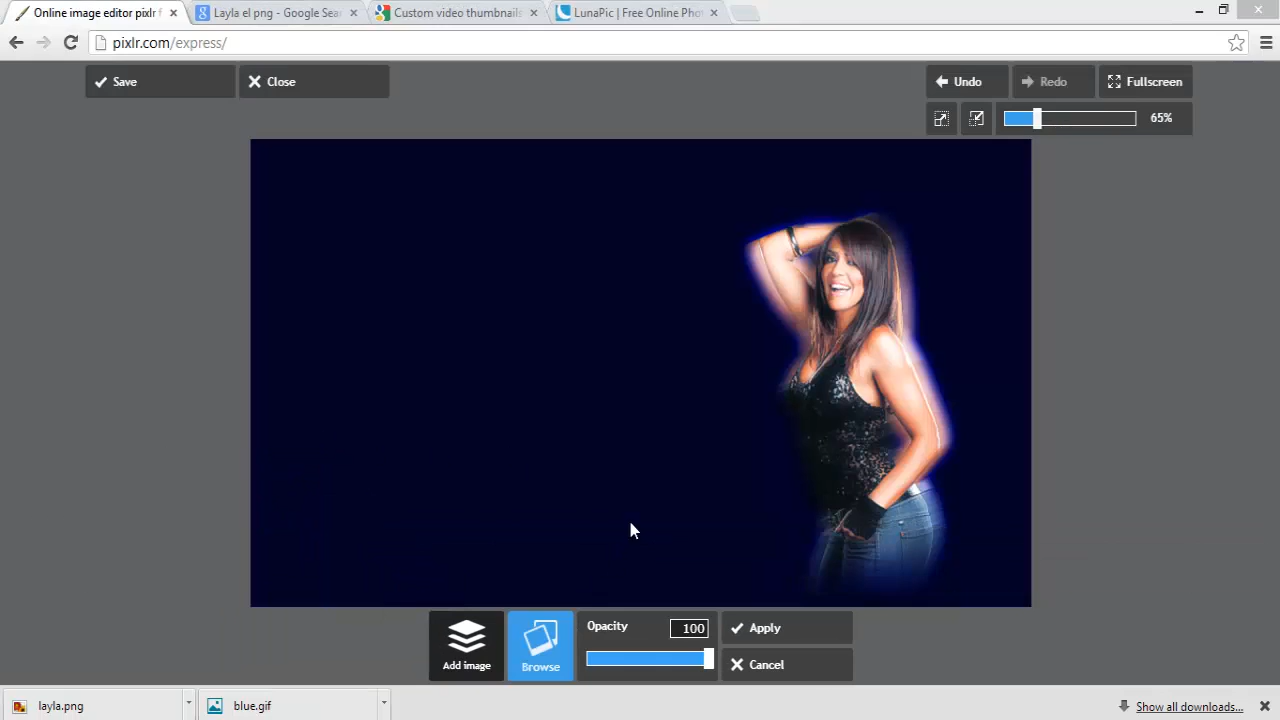 Online image editor pixlr f
Layla el png - Google Sea
Custom video thumbnails
LunaPic | Free Online Pho
pixlr.com/express/
Save
Close
Undo
Redo
Fullscreen
65%
Add image
Browse
Opacity
100
Apply
Cancel
layla.png
blue.gif
Show all downloads...